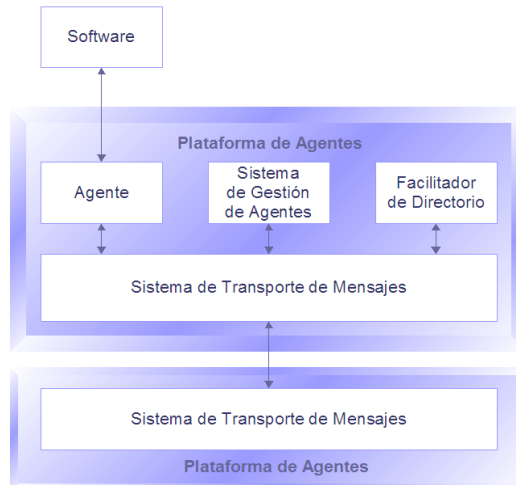 Software
Plataforma de Agentes
Agente
Sistema
de Gestión
de Agentes
Facilitador
de Directorio
Sistema de Transporte de Mensajes
Sistema de Transporte de Mensajes
Plataforma de Agentes